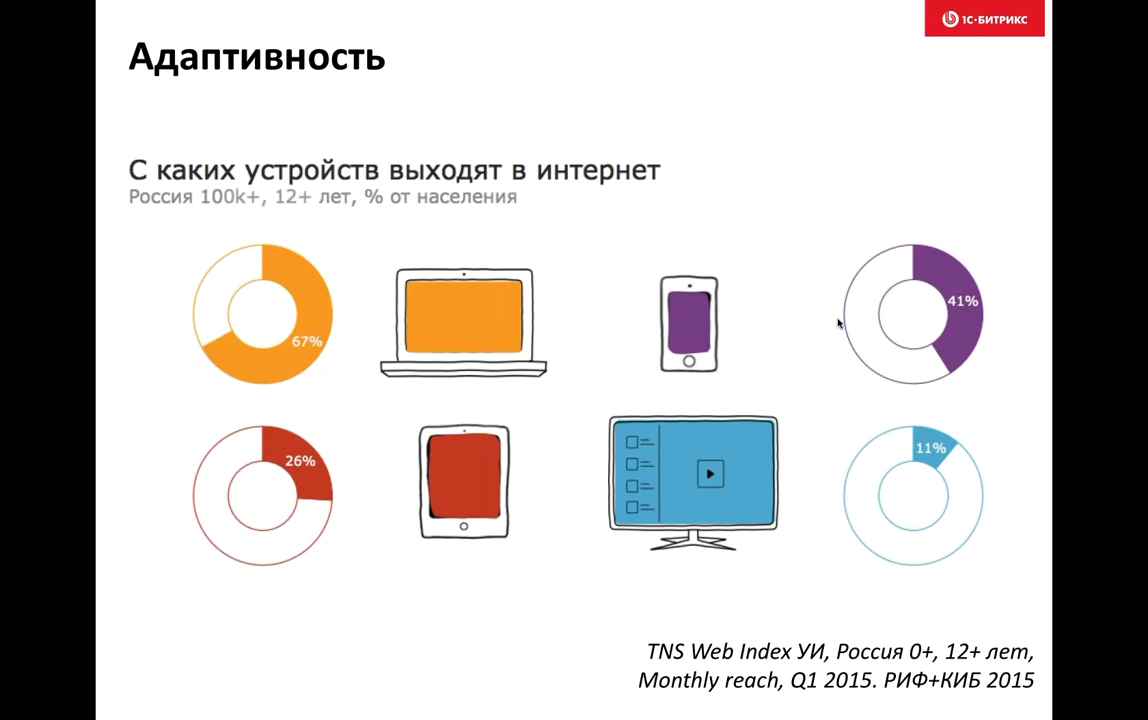 1С·БИТРИКС
Адаптивность
С каких устройств выходят в интернет
Россия 100k+, 12+ лет, % от населения
67%
41%
26%
11%
TNS Web Index УИ, Россия 0+, 12+ лет,
Monthly reach, Q1 2015. РИФ+КИБ 2015